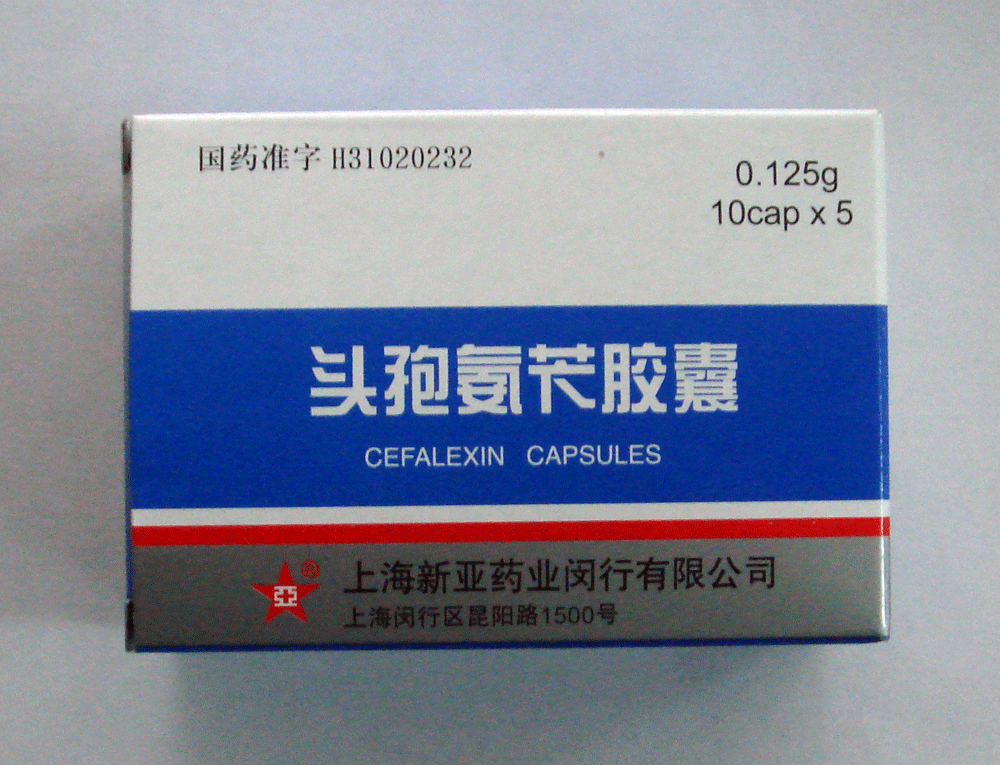 国药准字 H31020232
0.125g
10cap x 5
头孢氨苄胶囊
CEFALEXIN CAPSULES
亞®
上海新亚药业闵行有限公司
上海闵行区昆阳路1500号